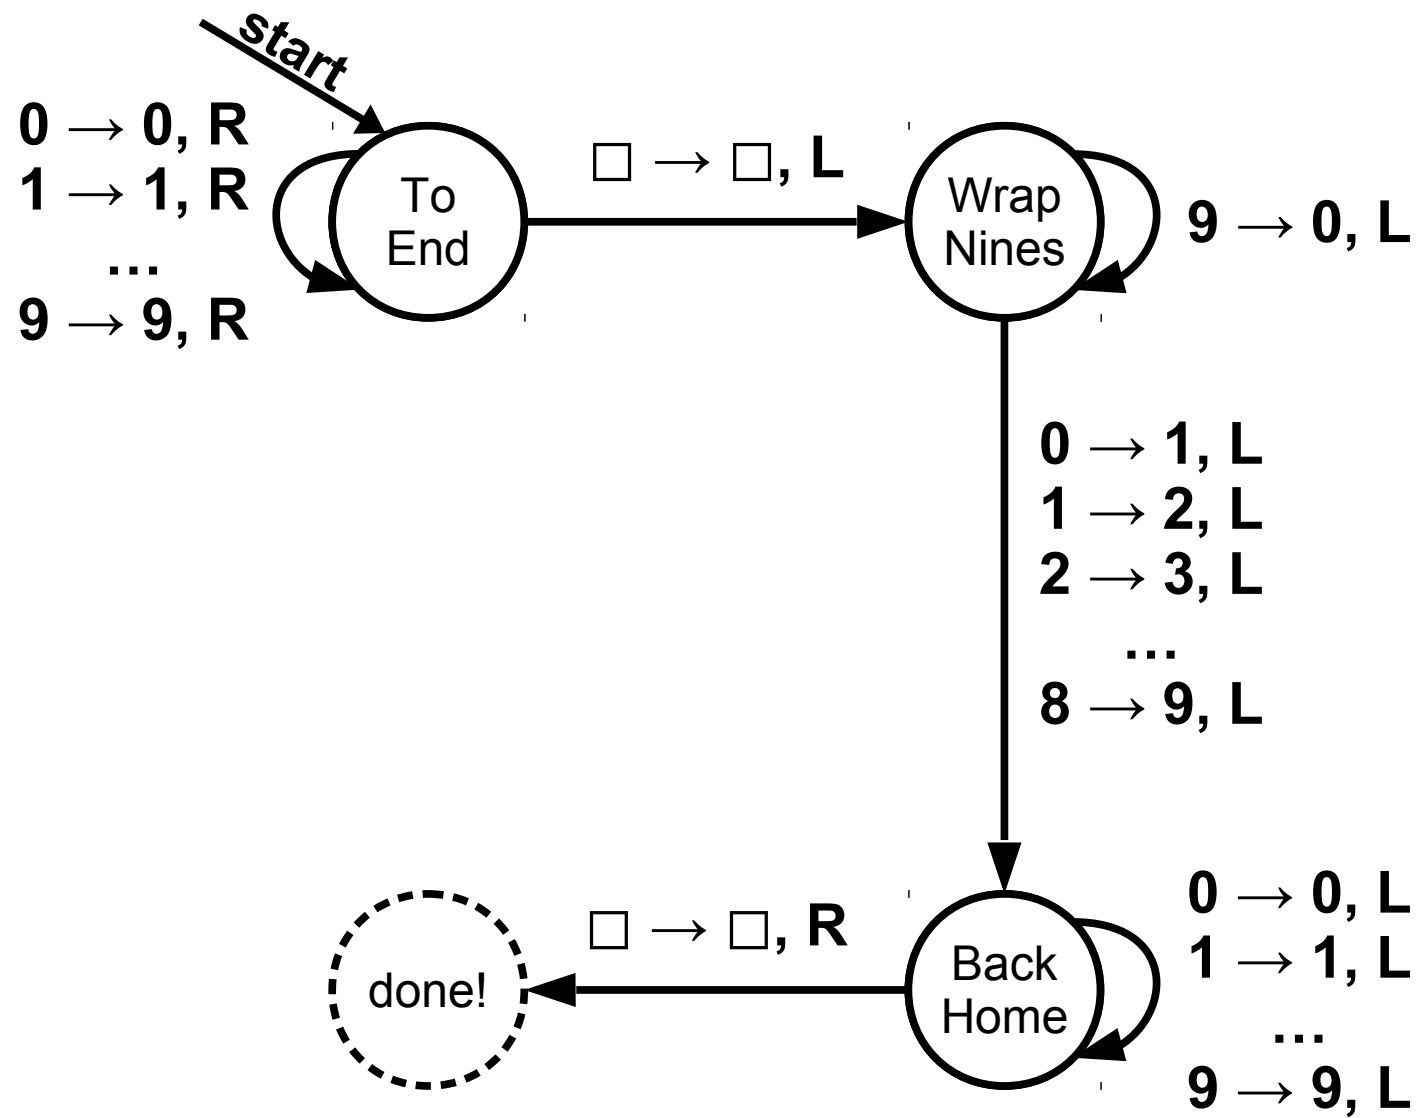 start
0 → 0, R
1 → 1, R
...
9 → 9, R
To
End
□ → □, L
Wrap
Nines
9 → 0, L
0 → 1, L
1 → 2, L
2 → 3, L
...
8 → 9, L
done!
□ → □, R
Back
Home
0 → 0, L
1 → 1, L
...
9 → 9, L